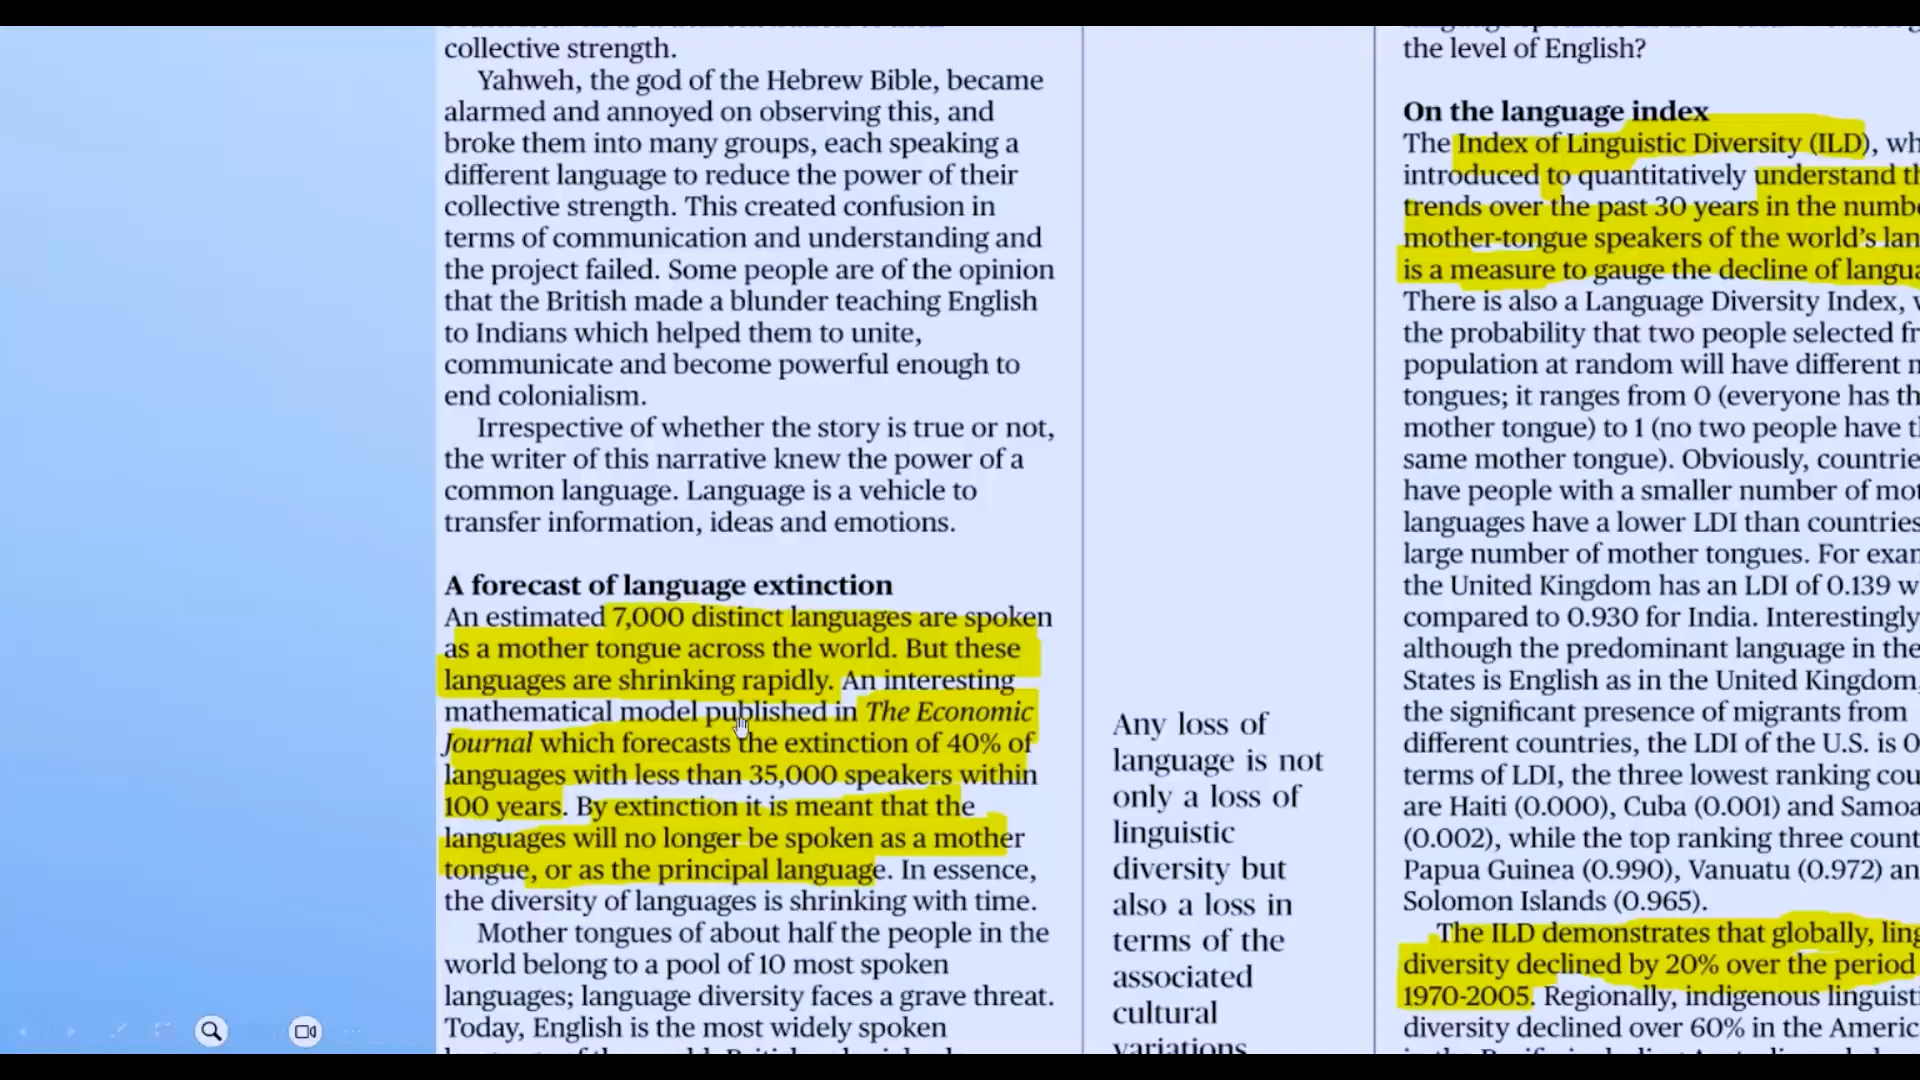 collective strength.
Yahweh, the god of the Hebrew Bible, became
alarmed and annoyed on observing this, and
broke them into many groups, each speaking a
different language to reduce the power of their
collective strength. This created confusion in
terms of communication and understanding and
the project failed. Some people are of the opinion
that the British made a blunder teaching English
to Indians which helped them to unite,
communicate and become powerful enough to
end colonialism.
Irrespective of whether the story is true or not,
the writer of this narrative knew the power of a
common language. Language is a vehicle to
transfer information, ideas and emotions.
A forecast of language extinction
An estimated 7,000 distinct languages are spoken
as a mother tongue across the world. But these
languages are shrinking rapidly. An interesting
mathematical model published in The Economic
Journal which forecasts the extinction of 40% of
languages with less than 35,000 speakers within
100 years. By extinction it is meant that the
languages will no longer be spoken as a mother
tongue, or as the principal language. In essence,
the diversity of languages is shrinking with time.
Mother tongues of about half the people in the
world belong to a pool of 10 most spoken
languages; language diversity faces a grave threat.
Today, English is the most widely spoken
Any loss of
language is not
only a loss of
linguistic
diversity but
also a loss in
terms of the
associated
cultural
variations
the level of English?
On the language index
The Index of Linguistic Diversity (ILD), wh
introduced to quantitatively understand th
trends over the past 30 years in the numbe
mother-tongue speakers of the world's lan
is a measure to gauge the decline of langua
There is also a Language Diversity Index, w
the probability that two people selected fr
population at random will have different m
tongues; it ranges from 0 (everyone has th
mother tongue) to 1 (no two people have th
same mother tongue). Obviously, countrie
have people with a smaller number of mot
languages have a lower LDI than countries
large number of mother tongues. For exam
the United Kingdom has an LDI of 0.139 w
compared to 0.930 for India. Interestingly
although the predominant language in the
States is English as in the United Kingdom,
the significant presence of migrants from
different countries, the LDI of the U.S. is 0
terms of LDI, the three lowest ranking cou
are Haiti (0.000), Cuba (0.001) and Samoa
(0.002), while the top ranking three count
Papua Guinea (0.990), Vanuatu (0.972) an
Solomon Islands (0.965).
The ILD demonstrates that globally, ling
diversity declined by 20% over the period
1970-2005. Regionally, indigenous linguisti
diversity declined over 60% in the Americ